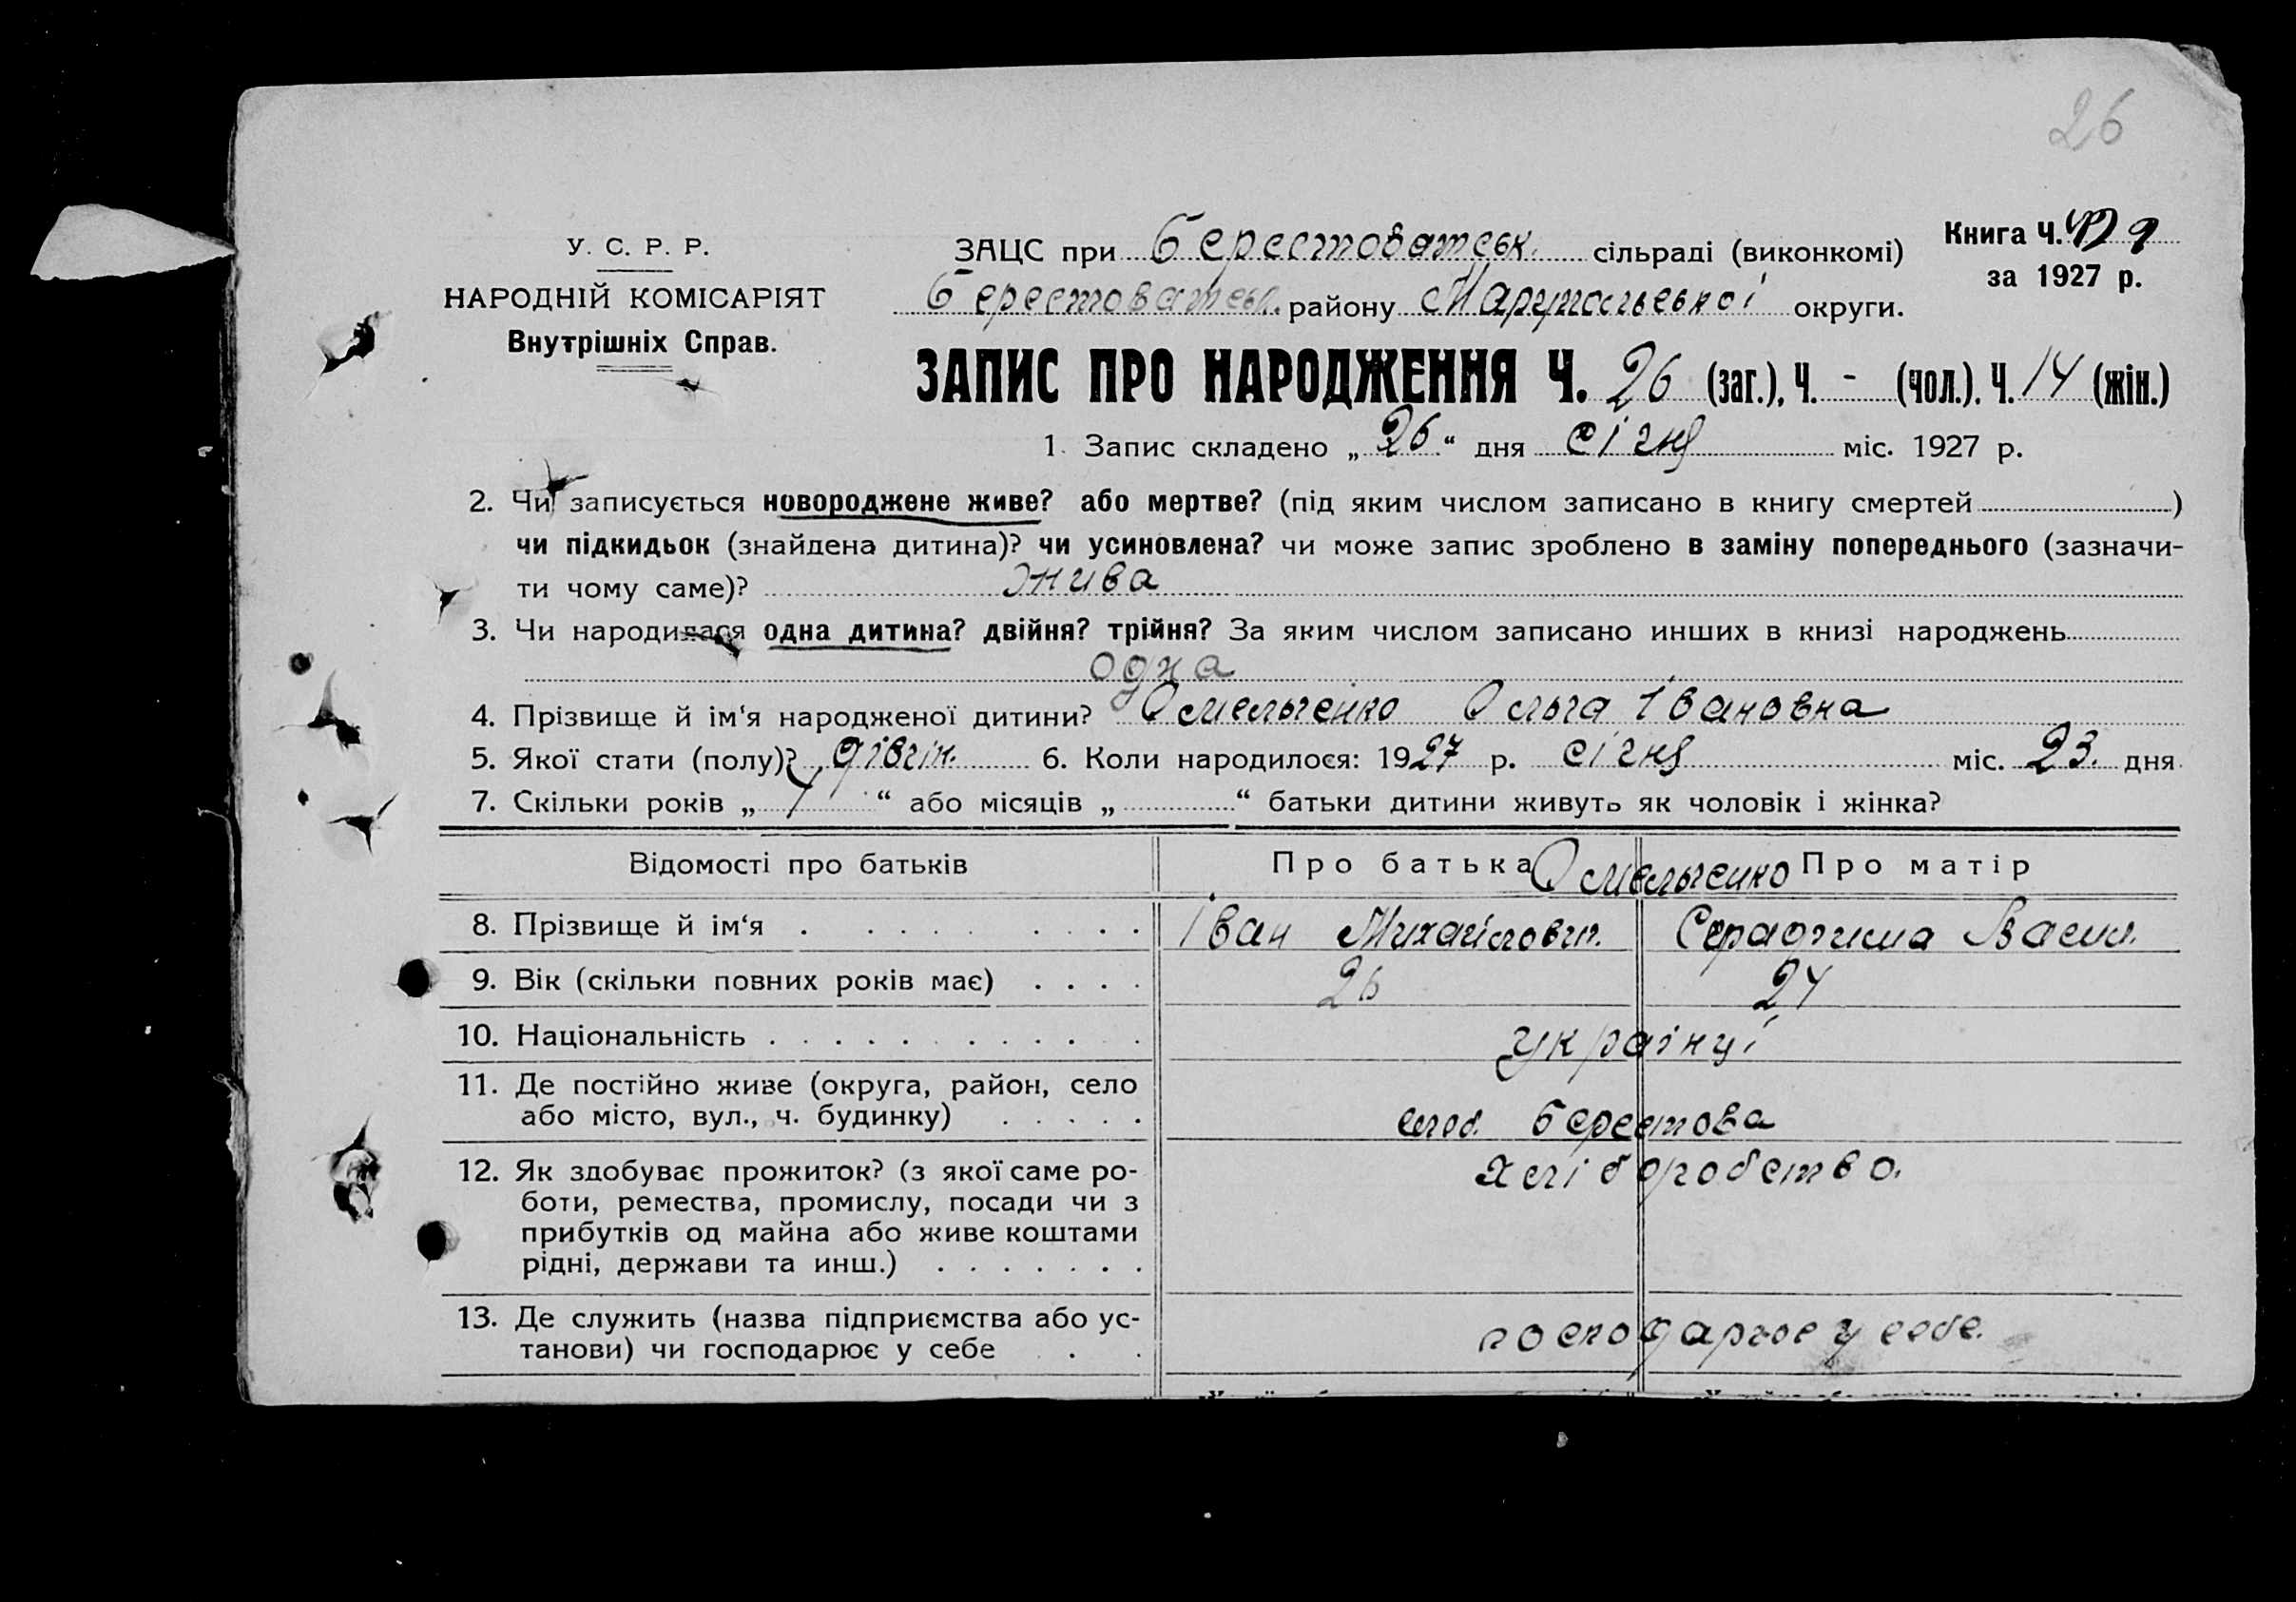 26
У. С. Р. Р.
НАРОДНІЙ КОМІСАРІЯТ
Внутрішніх Справ.
ЗАЦС при Берестоватськ. сільраді (виконкомі)
Берестоватськ. району Маріупольської округи.
Книга Ч.
за 1927 р.
ЗАПИС ПРО НАРОДЖЕННЯ Ч. 26 (заг.), Ч. - (чол.). Ч. 14 (жін.)
1. Запис складено „26“ дня січня міс. 1927 р.
2. Чи записується новороджене живе? або мертве? (під яким числом записано в книгу смертей )
чи підкидьок (знайдена дитина)? чи усиновлена? чи може запис зроблено в заміну попереднього (зазначи-
ти чому саме)? жива
3. Чи народилася одна дитина? двійня? трійня? За яким числом записано инших в книзі народжень
одна
4. Прізвище й ім‘я народженої дитини? Омельченко Ольга Івановна
5. Якої стати (полу)? дівчін. 6. Коли народилося: 1927 р. січня міс. 23. дня
7. Скільки років „ “ або місяців „ “ батьки дитини живуть як чоловік і жінка?
Відомості про батьків Про батька Омельченко Про матір
8. Прізвище й ім‘я Іван Михайлович. Серафима Васил.
9. Вік (скільки повних років має) 26 24
10. Національність українці
11. Де постійно живе (округа, район, село
або місто, вул., ч. будинку) слоб. Берестова
12. Як здобуває прожиток? (з якої саме ро- хліборобство.
боти, ремества, промислу, посади чи з
прибутків од майна або живе коштами
рідні, держави та инш.)
13. Де служить (назва підприємства або ус- господарює у себе.
танови) чи господарює у себе